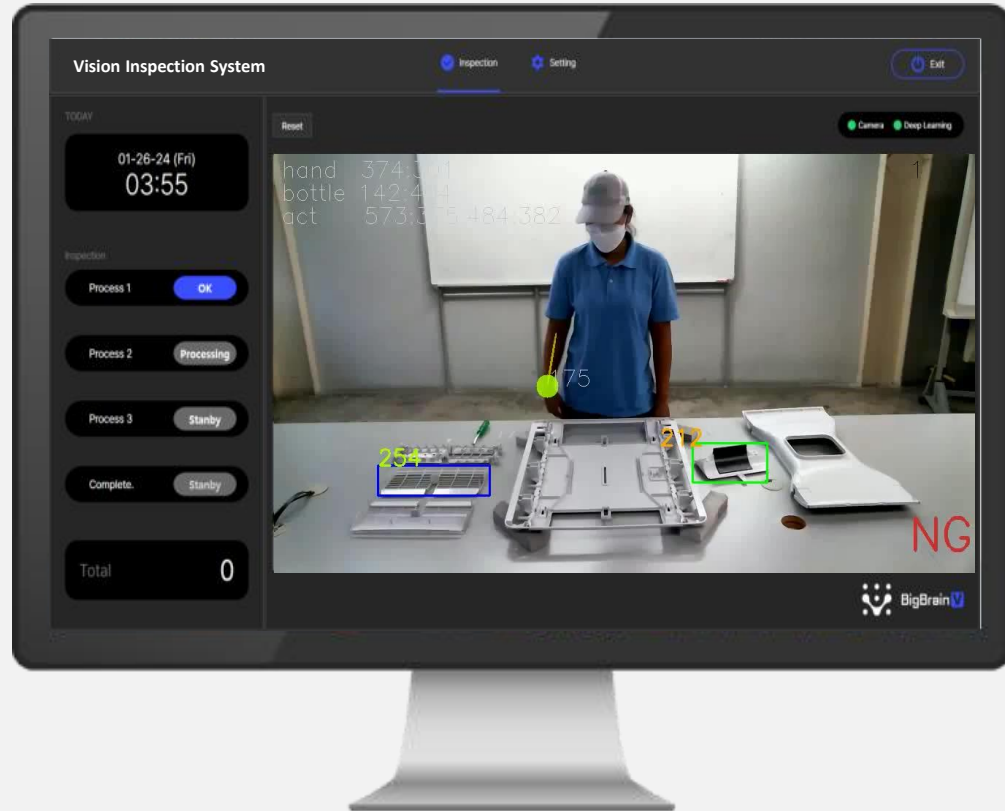 Vision Inspection System
Inspection
Setting
Exit
TODAY
01-26-24 (Fri)
03:55
Inspection
Process 1 OK
Process 2 Processing
Process 3 Stanby
Complete. Stanby
Total 0
Reset
Camera
Deep Learning
hand
bottle
act
1
175
254
212
NG
BigBrain V